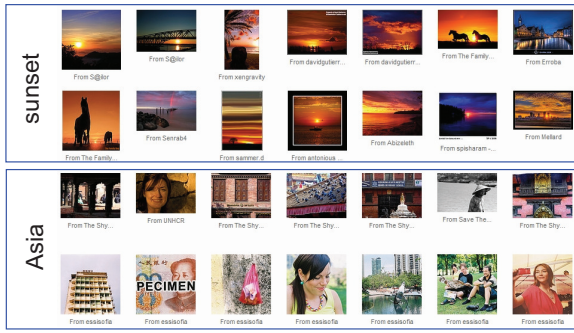 sunset
From S@ilor
From S@ilor
From xengravity
From davidgutierr...
From davidgutierr...
From The Family...
From Erroba
From The Family...
From Senrab4
From sammer.d
From antonious ...
From Abizeleth
From spisharam -...
From Mellard
Asia
From The Shy...
From UNHCR
From The Shy...
From The Shy...
From The Shy...
From Save The...
From The Shy...
PECIMEN
From essisofia
From essisofia
From essisofia
From essisofia
From essisofia
From essisofia
From essisofia